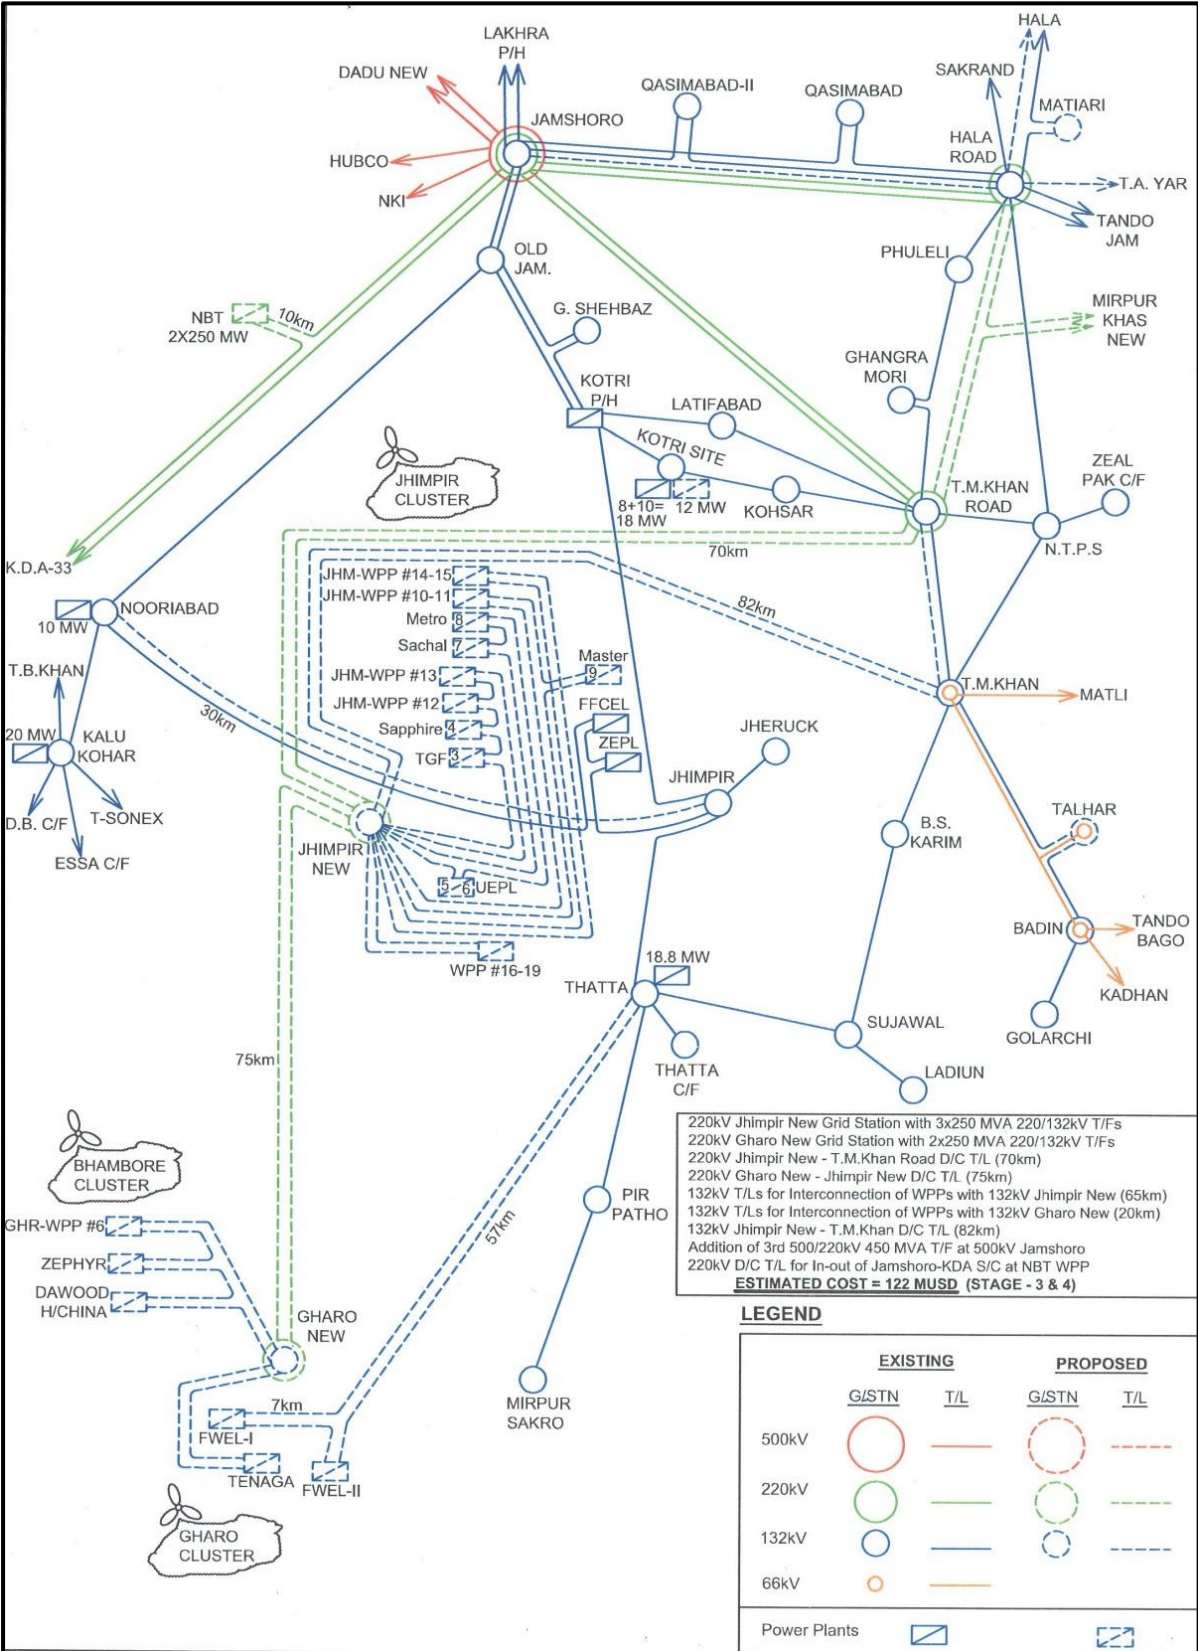 LAKHRA
P/H
HALA
DADU NEW
QASIMABAD-II
QASIMABAD
SAKRAND
MATIARI
JAMSHORO
HALA
ROAD
HUBCO
NKI
T.A. YAR
TANDO
JAM
OLD
JAM.
PHULELI
NBT
2X250 MW
10km
G. SHEHBAZ
MIRPUR
KHAS
NEW
GHANGRA
MORI
KOTRI
P/H
LATIFABAD
KOTRI SITE
JHIMPIR
CLUSTER
8+10=
18 MW
12 MW
KOHSAR
T.M.KHAN
ROAD
ZEAL
PAK C/F
N.T.P.S
70km
K.D.A-33
JHM-WPP #14-15
JHM-WPP #10-11
Metro 8
Sachal 7
JHM-WPP #13
JHM-WPP #12
Sapphire 4
TGF 3
82km
NOORIABAD
10 MW
Master
9
FFCEL
ZEPL
T.M.KHAN
MATLI
T.B.KHAN
30km
20 MW
KALU
KOHAR
JHERUCK
JHIMPIR
D.B. C/F
T-SONEX
ESSA C/F
B.S.
KARIM
TALHAR
JHIMPIR
NEW
5 6 UEPL
BADIN
TANDO
BAGO
KADHAN
WPP #16-19
18.8 MW
THATTA
SUJAWAL
GOLARCHI
75km
THATTA
C/F
LADIUN
220kV Jhimpir New Grid Station with 3x250 MVA 220/132kV T/Fs
220kV Gharo New Grid Station with 2x250 MVA 220/132kV T/Fs
220kV Jhimpir New - T.M.Khan Road D/C T/L (70km)
220kV Gharo New - Jhimpir New D/C T/L (75km)
132kV T/Ls for Interconnection of WPPs with 132kV Jhimpir New (65km)
132kV T/Ls for Interconnection of WPPs with 132kV Gharo New (20km)
132kV Jhimpir New - T.M.Khan D/C T/L (82km)
Addition of 3rd 500/220kV 450 MVA T/F at 500kV Jamshoro
220kV D/C T/L for In-out of Jamshoro-KDA S/C at NBT WPP
ESTIMATED COST = 122 MUSD (STAGE - 3 & 4)
BHAMBORE
CLUSTER
PIR
PATHO
57km
GHR-WPP #6
ZEPHYR
DAWOOD
H/CHINA
GHARO
NEW
MIRPUR
SAKRO
7km
FWEL-I
TENAGA
FWEL-II
GHARO
CLUSTER
LEGEND
EXISTING PROPOSED
G/STN T/L G/STN T/L
500kV
220kV
132kV
66kV
Power Plants